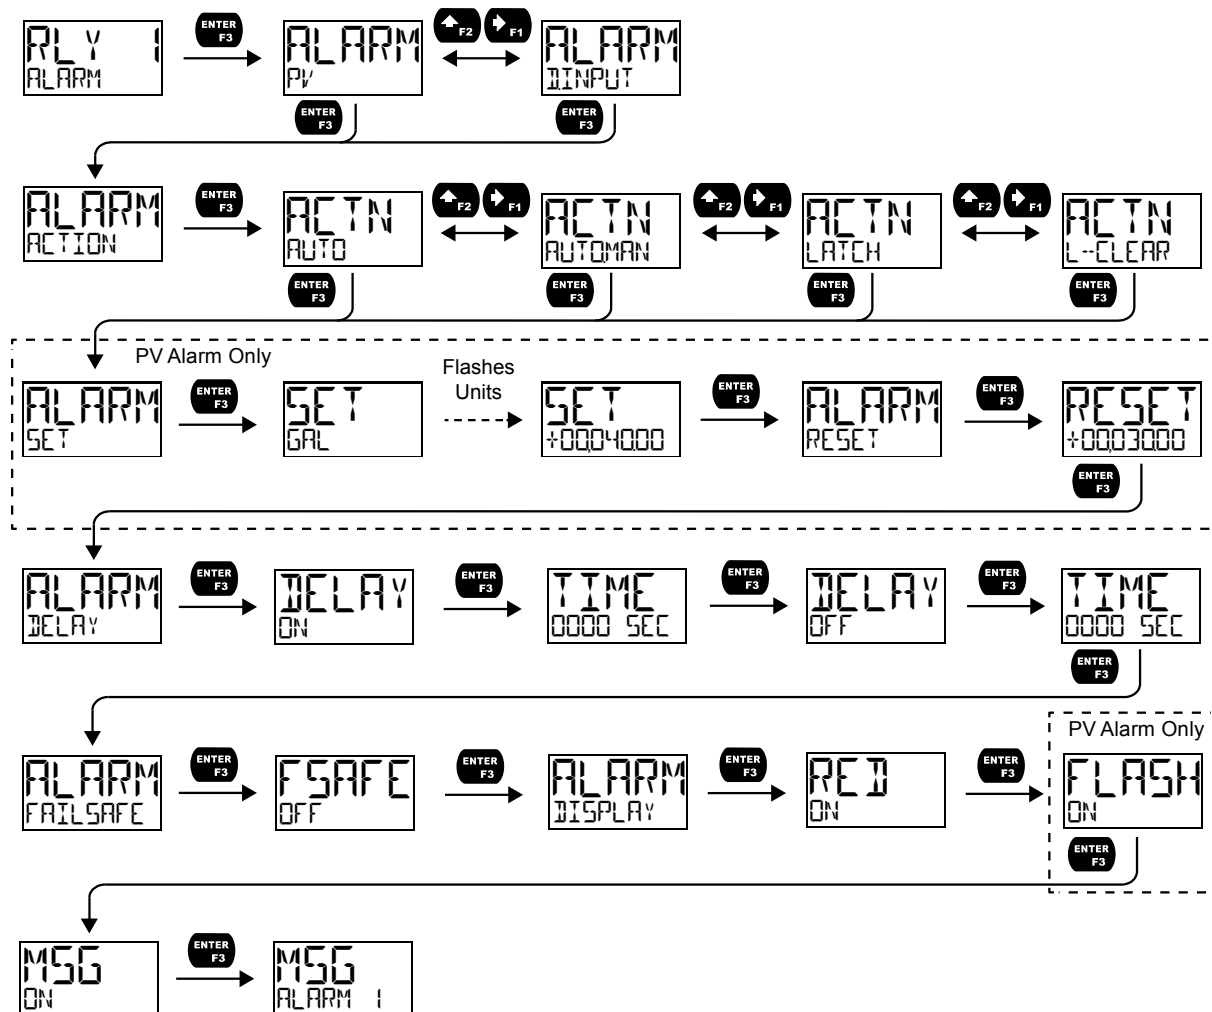 RLY 1
ALARM
ENTER
F3
ALARM
PV
F2
F1
ALARM
D.INPUT
ENTER
F3
ENTER
F3
ALARM
ACTION
ENTER
F3
ACTN
AUTO
F2
F1
ACTN
AUTOMAN
F2
F1
ACTN
LATCH
F2
F1
ACTN
L--CLEAR
ENTER
F3
ENTER
F3
ENTER
F3
ENTER
F3
PV Alarm Only
ALARM
SET
ENTER
F3
SET
GAL
Flashes
Units
SET
+00,040.00
ENTER
F3
ALARM
RESET
ENTER
F3
RESET
+00,030.00
ENTER
F3
ALARM
DELAY
ENTER
F3
DELAY
ON
ENTER
F3
TIME
0000 SEC
ENTER
F3
DELAY
OFF
ENTER
F3
TIME
0000 SEC
ENTER
F3
ALARM
FAILSAFE
ENTER
F3
FSAFE
OFF
ENTER
F3
ALARM
DISPLAY
ENTER
F3
RED
ON
ENTER
F3
PV Alarm Only
FLASH
ON
ENTER
F3
MSG
ON
ENTER
F3
MSG
ALARM 1